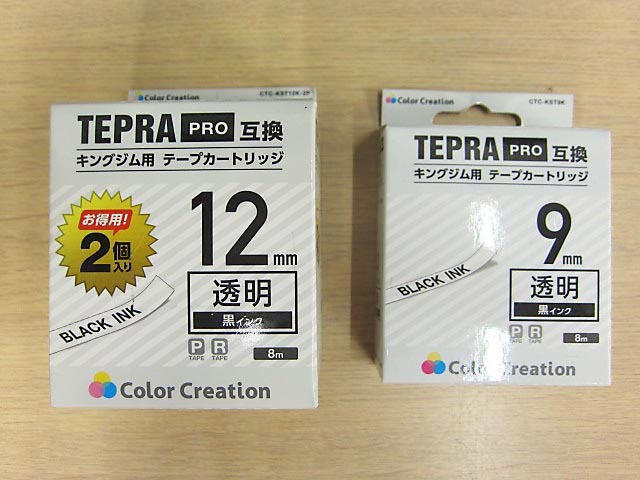 Color Creation
CTC-KST12K-2P
TEPRA PRO 互換
キングジム用 テープカートリッジ
お得用!
2個入り
12mm
透明
黒インク
BLACK INK
P TAPE
R TAPE
8m
Color Creation
Color Creation
CTC-KST9K
TEPRA PRO 互換
キングジム用 テープカートリッジ
9mm
透明
黒インク
BLACK INK
P TAPE
R TAPE
8m
Color Creation